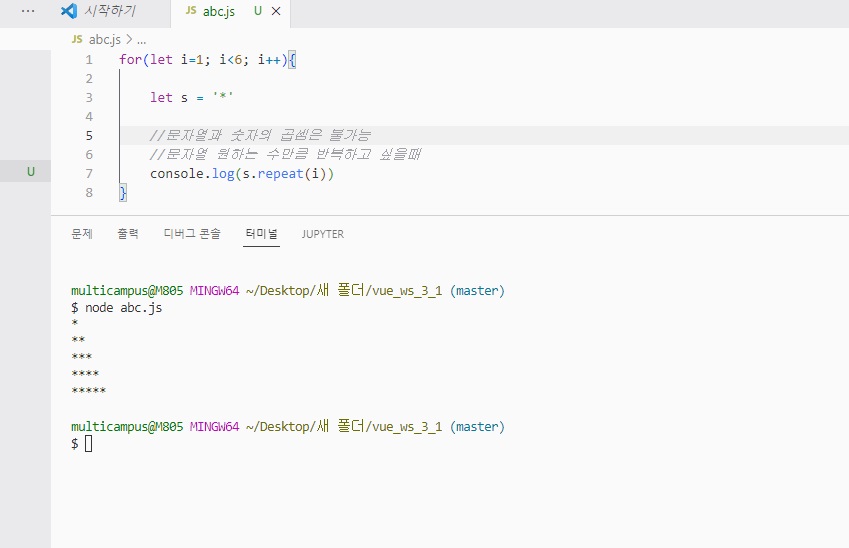 ··· 시작하기 JS abc.js U ×
JS abc.js > ...
1 for(let i=1; i<6; i++){
2
3 let s = '*'
4
5 //문자열과 숫자의 곱셈은 불가능
U 6 //문자열 원하는 수만큼 반복하고 싶을때
7 console.log(s.repeat(i))
8 }
문제 출력 디버그 콘솔 터미널 JUPYTER
multicampus@M805 MINGW64 ~/Desktop/새 폴더/vue_ws_3_1 (master)
$ node abc.js
*
**
***
****
*****
multicampus@M805 MINGW64 ~/Desktop/새 폴더/vue_ws_3_1 (master)
$